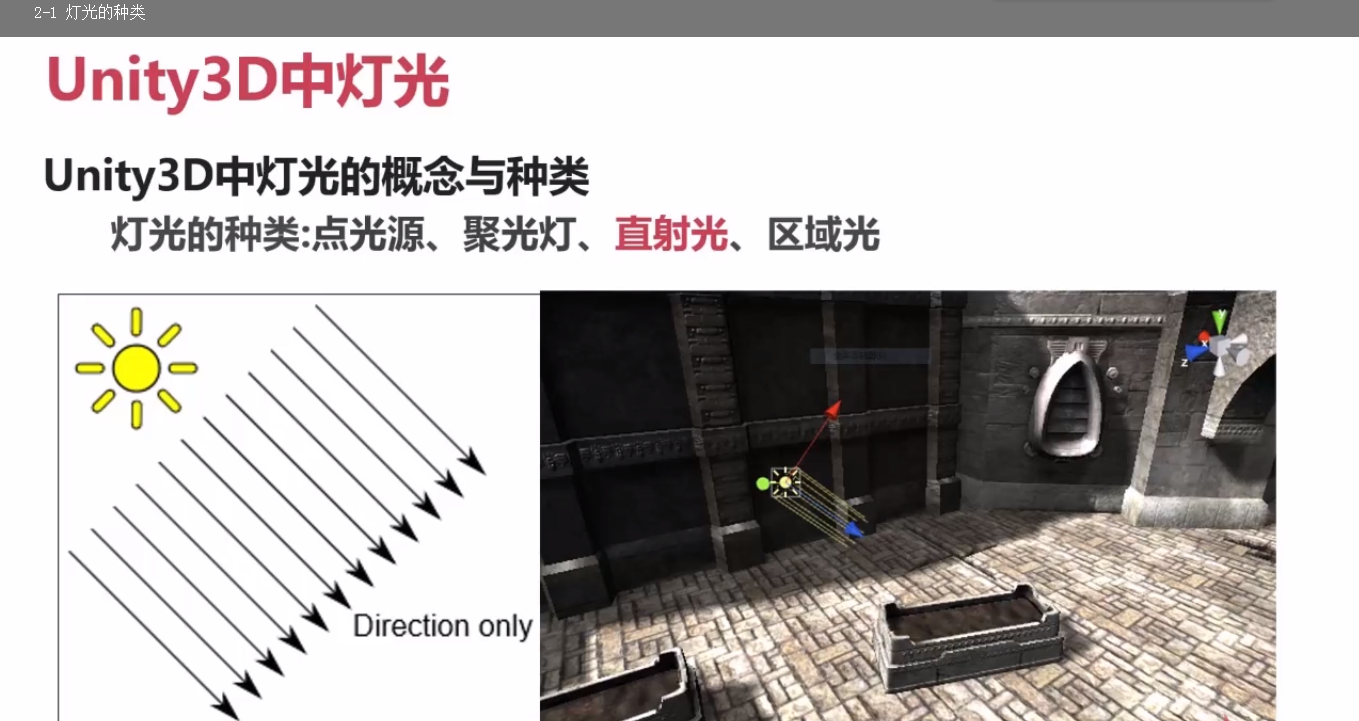 2-1 灯光的种类
Unity3D中灯光
Unity3D中灯光的概念与种类
灯光的种类:点光源、聚光灯、直射光、区域光
Direction only
y
x
z